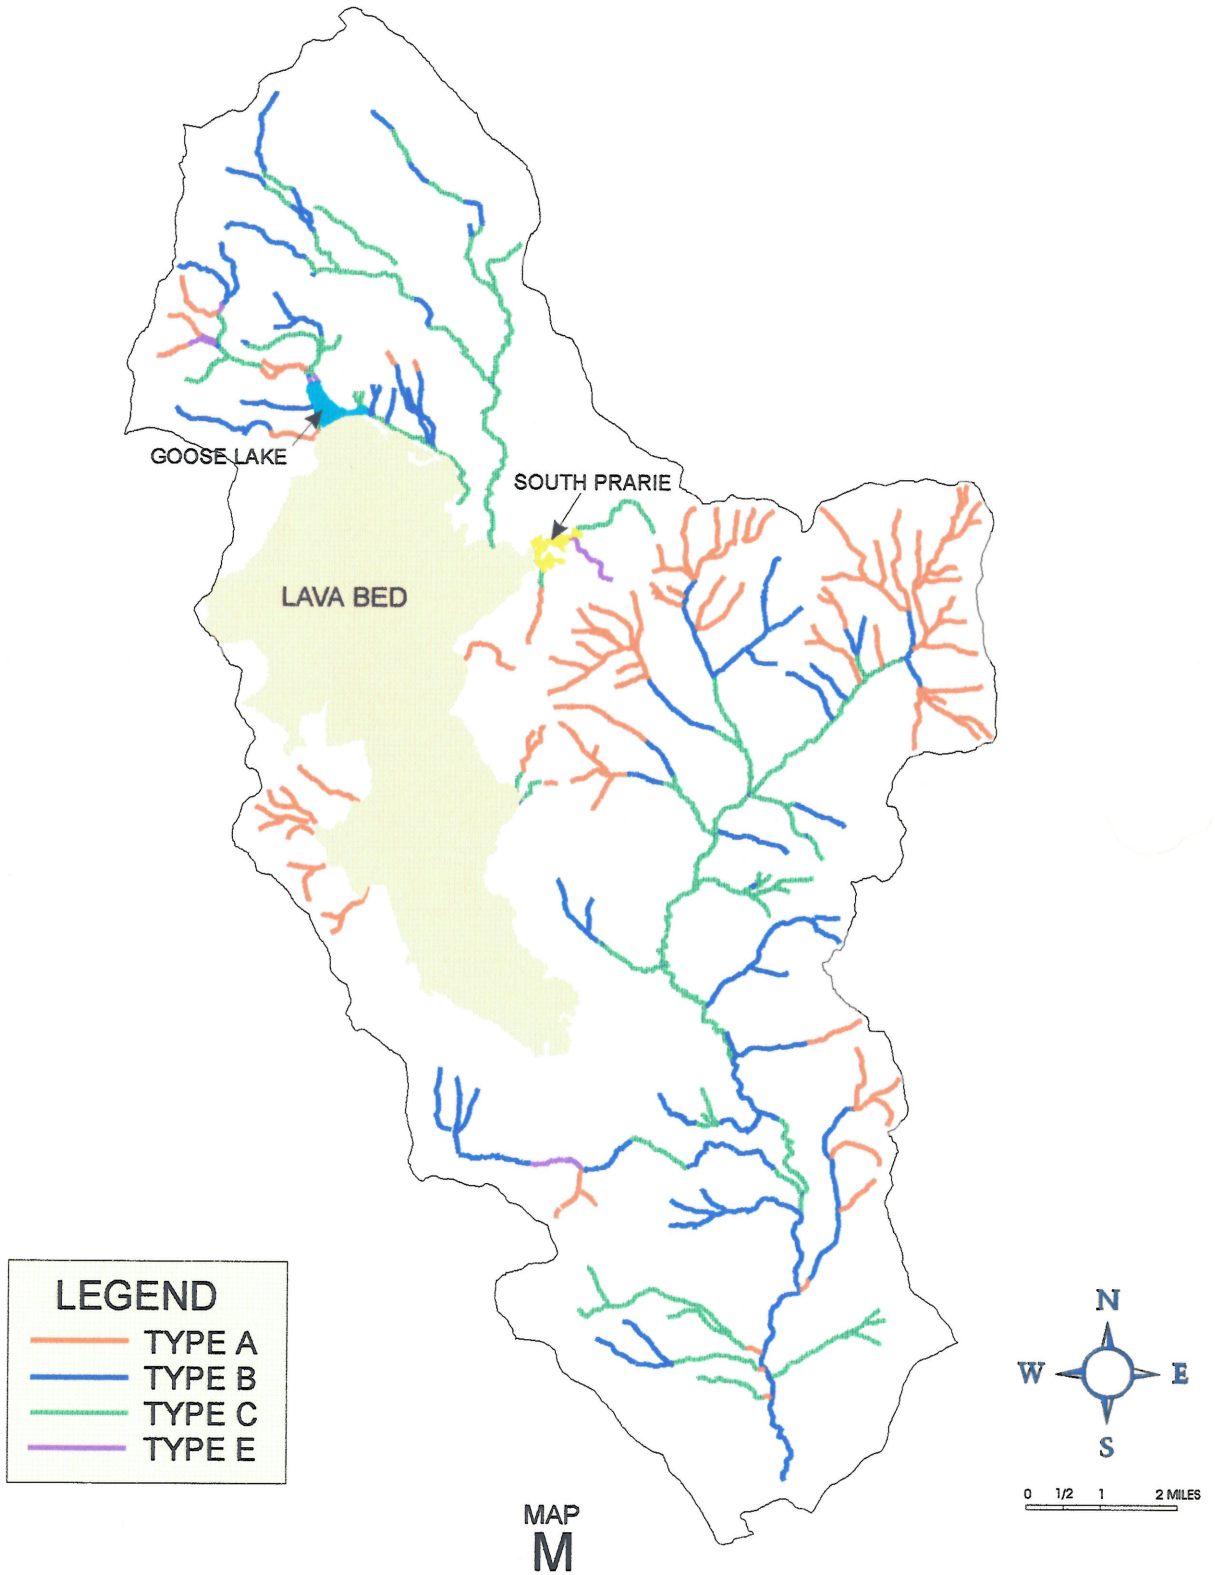 GOOSE LAKE
SOUTH PRARIE
LAVA BED
LEGEND
TYPE A
TYPE B
TYPE C
TYPE E
N
W E
S
0 1/2 1 2 MILES
MAP
M